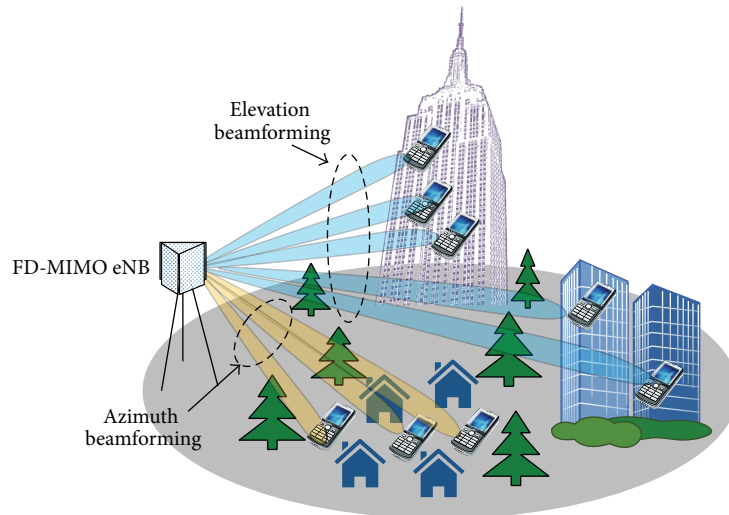 Elevation
beamforming
FD-MIMO eNB
Azimuth
beamforming